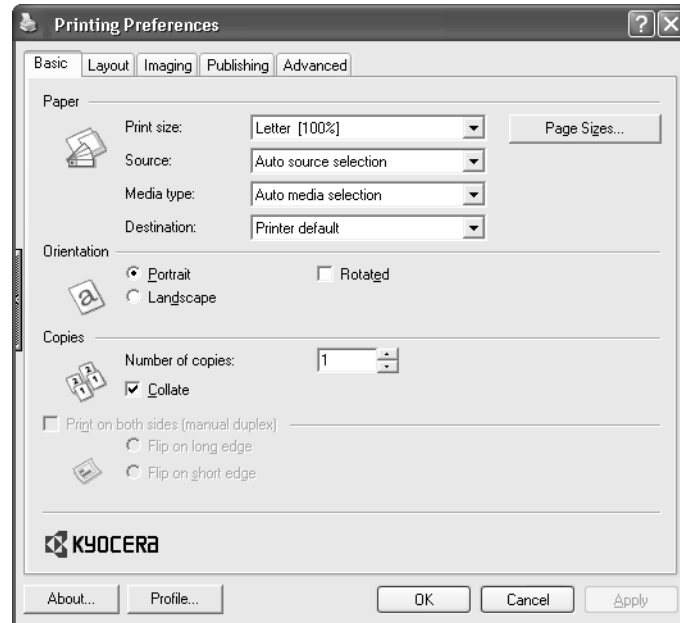 Printing Preferences
Basic Layout Imaging Publishing Advanced
Paper
Print size: Letter [100%] Page Sizes...
Source: Auto source selection
Media type: Auto media selection
Destination: Printer default
Orientation
Portrait Rotated
Landscape
Copies
Number of copies: 1
Collate
Print on both sides (manual duplex)
Flip on long edge
Flip on short edge
KYOCERA
About... Profile... OK Cancel Apply